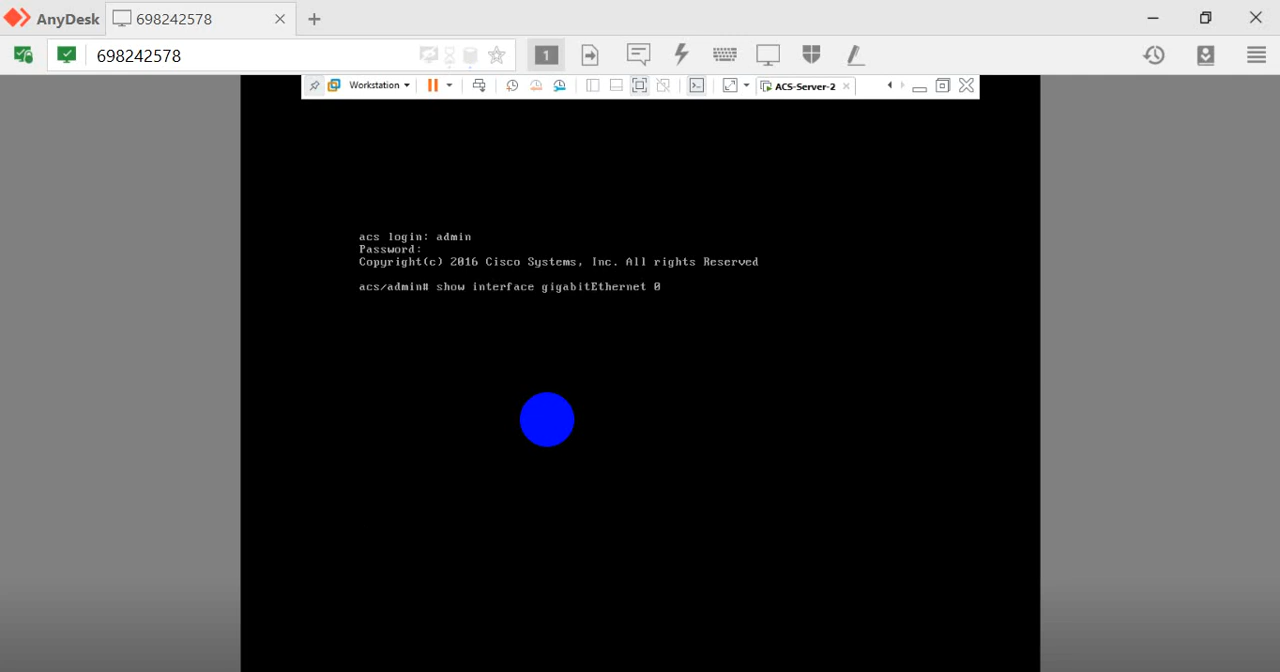 AnyDesk
698242578
698242578
1
Workstation
ACS-Server-2
acs login: admin
Password:
Copyright(c) 2016 Cisco Systems, Inc. All rights Reserved
acs/admin# show interface gigabitEthernet 0